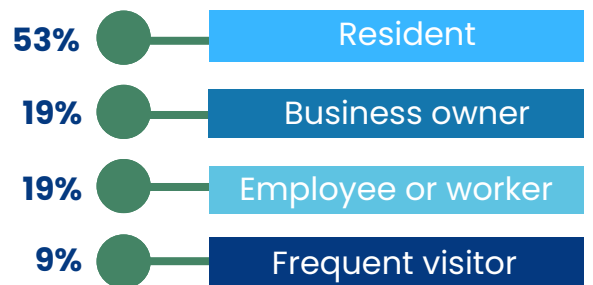 53% Resident
19% Business owner
19% Employee or worker
9% Frequent visitor